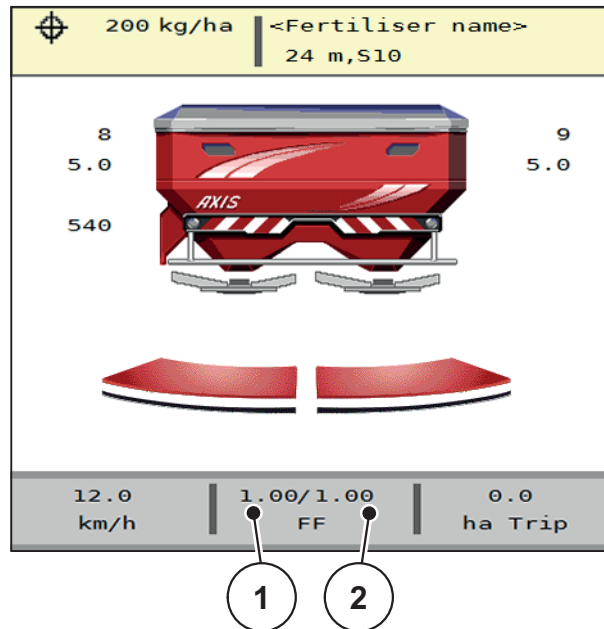 200 kg/ha <Fertiliser name>
24 m,S10
8 9
5.0 5.0
AXIS
540
12.0 1.00/1.00 0.0
km/h FF ha Trip
1 2